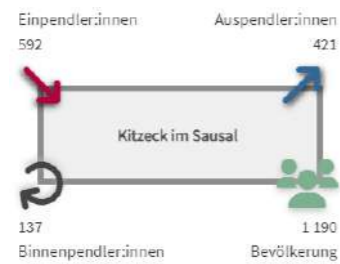 Einpendler:innen Auspendler:innen
592 421
Kitzeck im Sausal
137 1 190
Binnenpendler:innen Bevölkerung